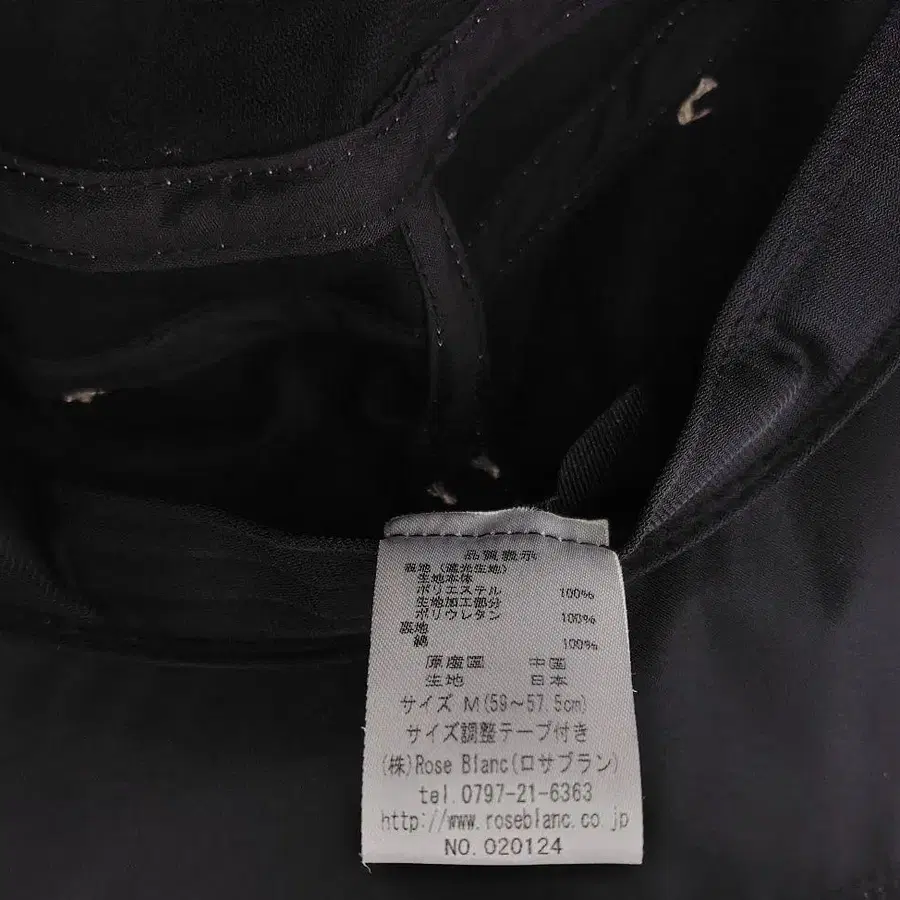 品質表示
表地(遮光生地)
生地本体
ポリエステル 100%
生地加工部分
ポリウレタン 100%
裏地
綿 100%
原産国 中国
生地 日本
サイズ M(59～57.5cm)
サイズ調整テープ付き
(株)Rose Blanc(ロサブラン)
tel.0797-21-6363
http://www.roseblanc.co.jp
NO. 020124